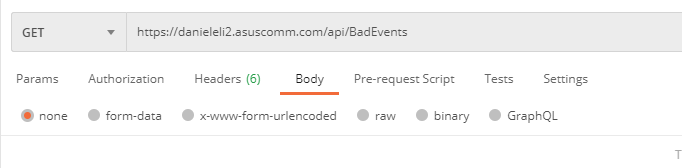 GET https://danieleli2.asuscomm.com/api/BadEvents
Params Authorization Headers (6) Body Pre-request Script Tests Settings
none form-data x-www-form-urlencoded raw binary GraphQL